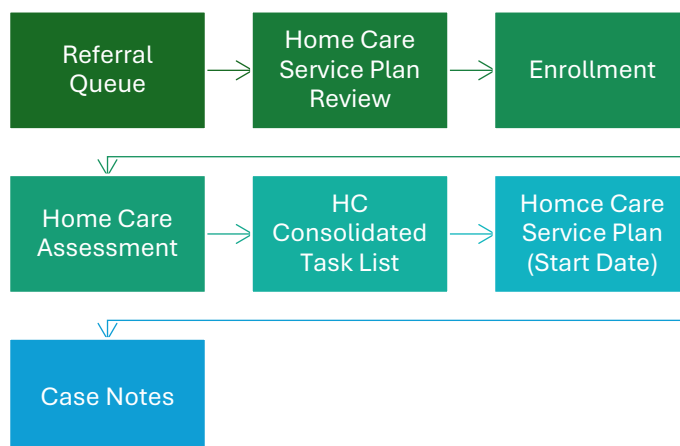 Referral
Queue
Home Care
Service Plan
Review
Enrollment
Home Care
Assessment
HC
Consolidated
Task List
Homce Care
Service Plan
(Start Date)
Case Notes